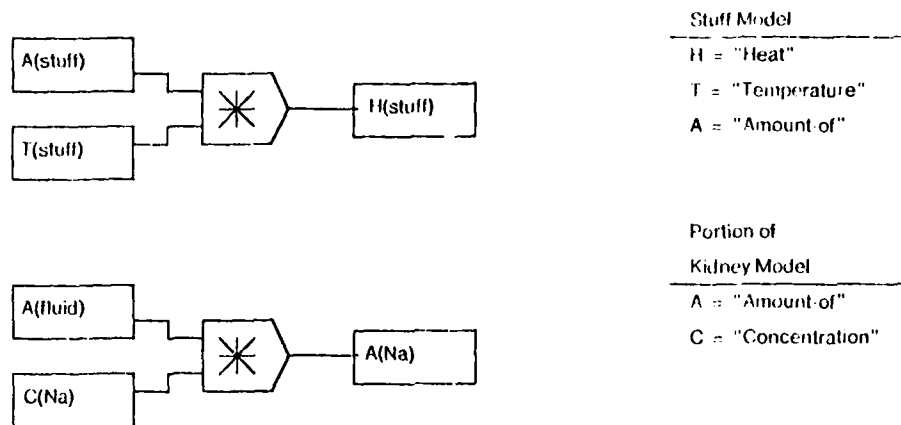 A(stuff)
T(stuff)
H(stuff)
Stuff Model
H = "Heat"
T = "Temperature"
A = "Amount-of"
A(fluid)
C(Na)
A(Na)
Portion of
Kidney Model
A = "Amount-of"
C = "Concentration"